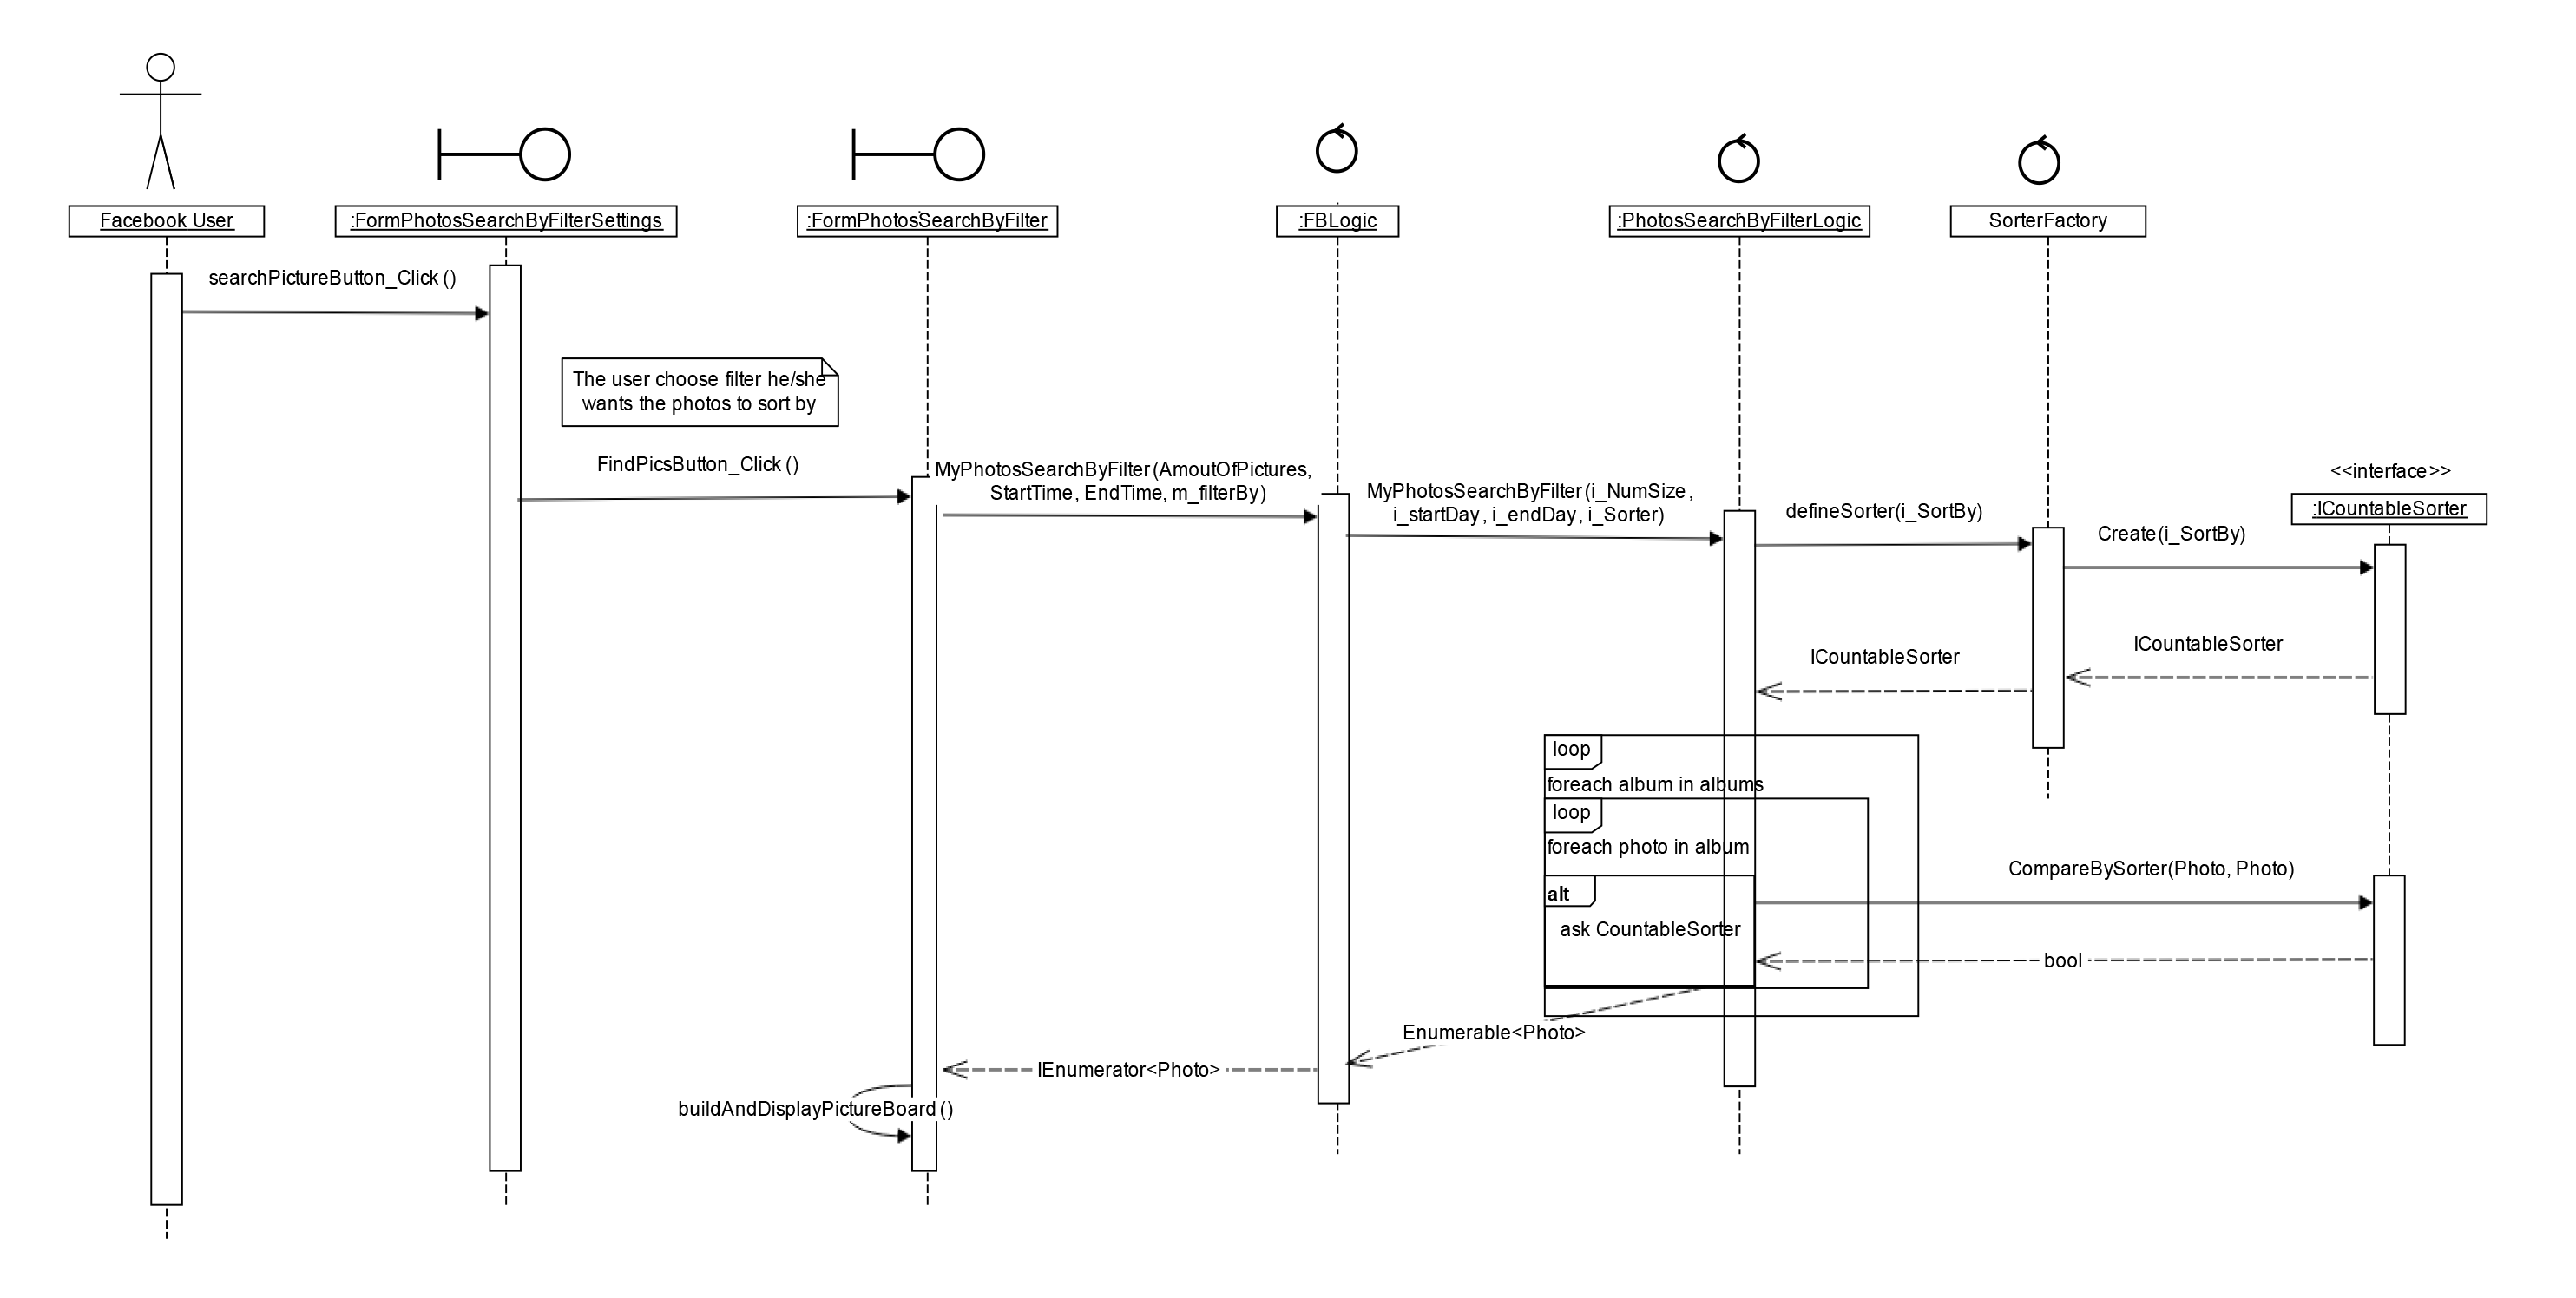 Facebook User
:FormPhotosSearchByFilterSettings
:FormPhotosSearchByFilter
:FBLogic
:PhotosSearchByFilterLogic
SorterFactory
searchPictureButton_Click()
The user choose filter he/she
wants the photos to sort by
FindPicsButton_Click()
MyPhotosSearchByFilter(AmoutOfPictures,
StartTime, EndTime, m_filterBy)
MyPhotosSearchByFilter(i_NumSize,
i_startDay, i_endDay, i_Sorter)
defineSorter(i_SortBy)
Create(i_SortBy)
<<interface>>
:ICountableSorter
ICountableSorter
ICountableSorter
loop
foreach album in albums
loop
foreach photo in album
alt
ask CountableSorter
CompareBySorter(Photo, Photo)
bool
Enumerable<Photo>
IEnumerator<Photo>
buildAndDisplayPictureBoard()